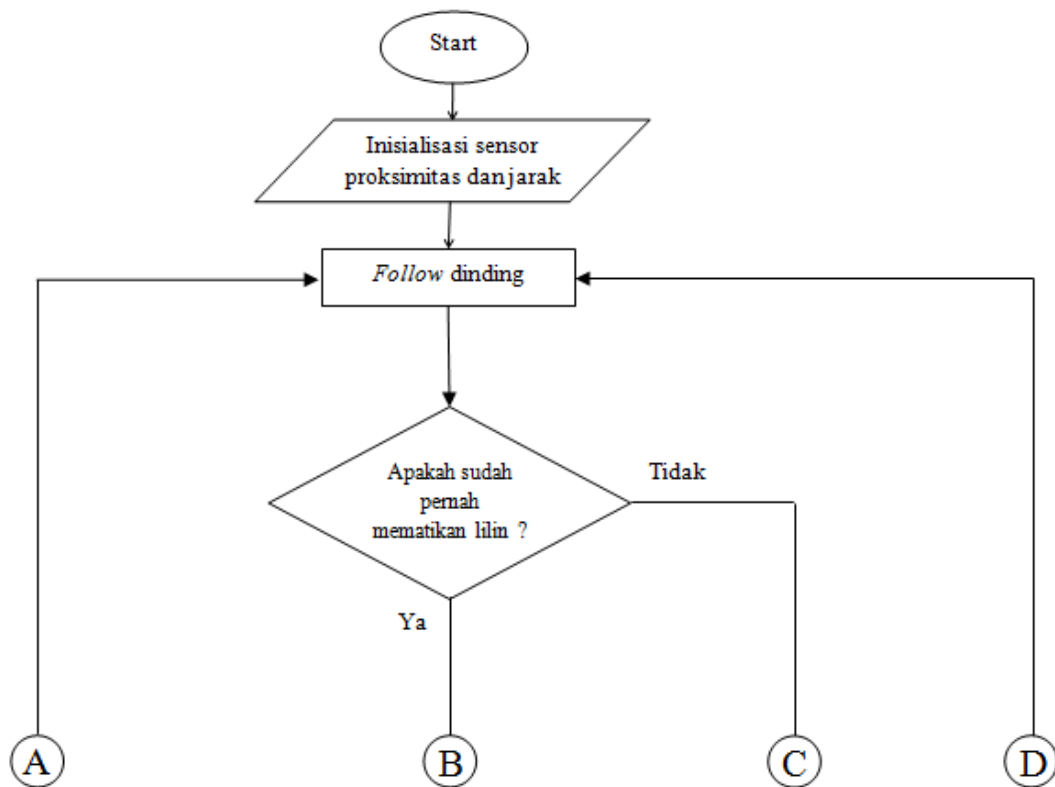 Start
Inisialisasi sensor
proksimitas dan jarak
Follow dinding
Apakah sudah
pernah
mematikan lilin ?
Tidak
Ya
A
B
C
D